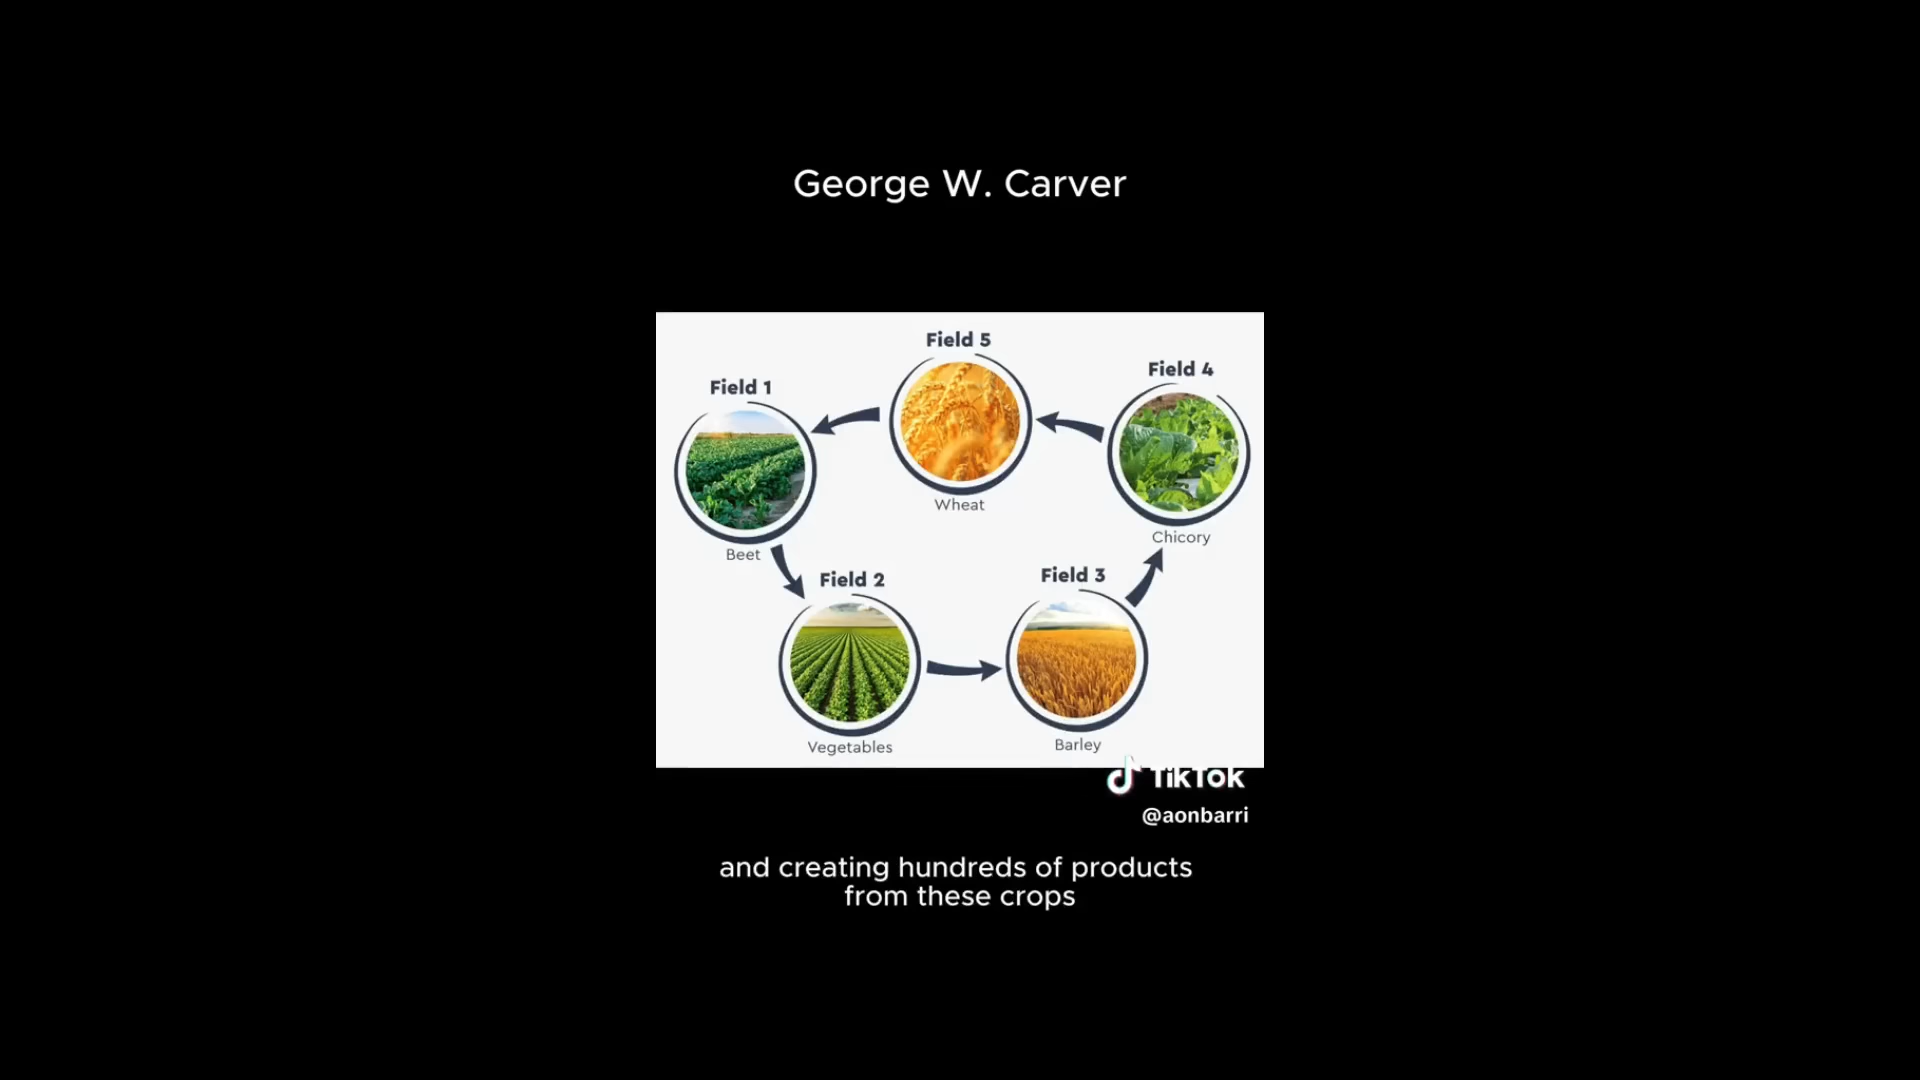 George W. Carver
Field 5
Field 4
Field 1
Wheat
Chicory
Beet
Field 2
Field 3
Vegetables
Barley
TikTok
@aonbarri
and creating hundreds of products
from these crops